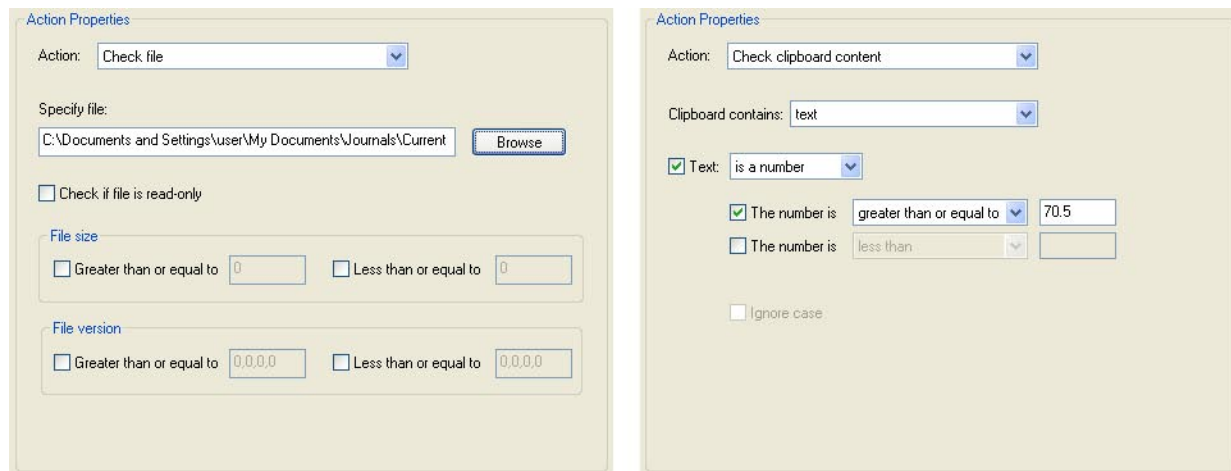 Action Properties
Action: Check file
Specify file:
C:\Documents and Settings\user\My Documents\Journals\Current
Browse
Check if file is read-only
File size
Greater than or equal to 0 Less than or equal to 0
File version
Greater than or equal to 0,0,0,0 Less than or equal to 0,0,0,0
Action Properties
Action: Check clipboard content
Clipboard contains: text
Text: is a number
The number is greater than or equal to 70.5
The number is less than
Ignore case